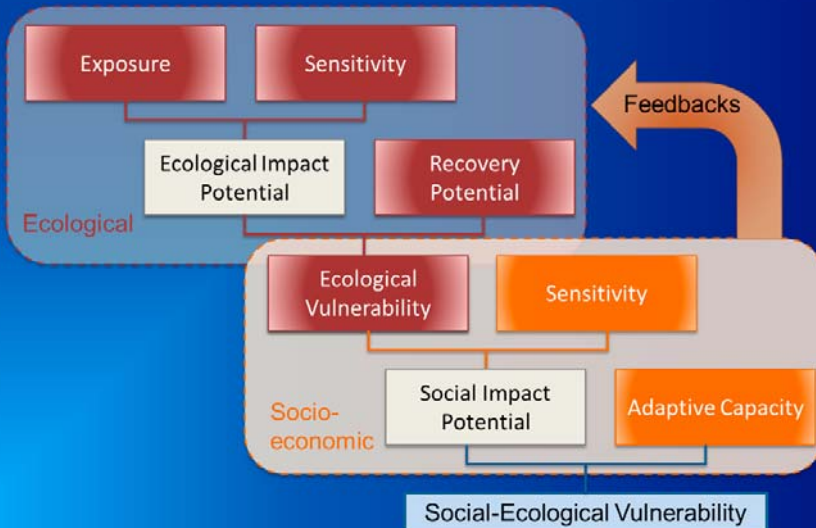 Exposure
Sensitivity
Feedbacks
Ecological Impact
Potential
Recovery
Potential
Ecological
Ecological
Vulnerability
Sensitivity
Socio-
economic
Social Impact
Potential
Adaptive Capacity
Social-Ecological Vulnerability